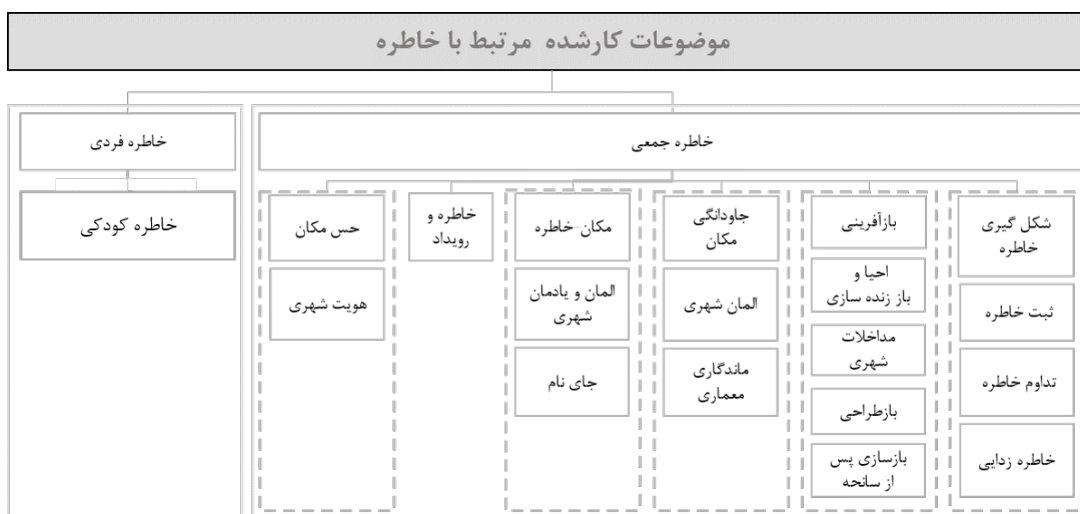 موضوعات کارشده مرتبط با خاطره
خاطره جمعی
شکل گیری
خاطره
ثبت خاطره
تداوم خاطره
خاطره زدایی
بازآفرینی
احیا و
باز زنده سازی
مداخلات
شهری
بازطراحی
بازسازی پس
از سانحه
جاودانگی
مکان
المان شهری
ماندگاری
معماری
مکان-خاطره
المان و یادمان
شهری
جای نام
خاطره و
رویداد
حس مکان
هویت شهری
خاطره فردی
خاطره کودکی